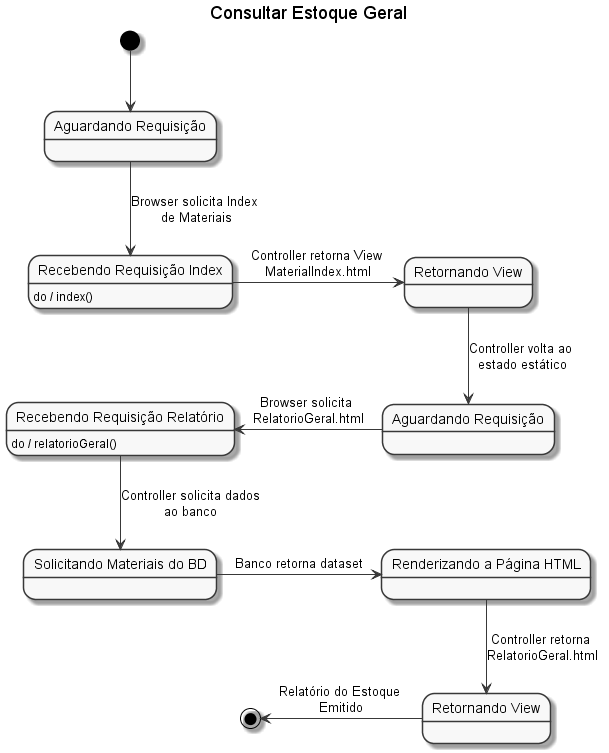 Consultar Estoque Geral
Aguardando Requisição
Browser solicita Index
de Materiais
Controller retorna View
MaterialIndex.html
Recebendo Requisição Index
do / index()
Retornando View
Controller volta ao
estado estático
Browser solicita
RelatorioGeral.html
Recebendo Requisição Relatório
do / relatorioGeral()
Aguardando Requisição
Controller solicita dados
ao banco
Solicitando Materiais do BD
Banco retorna dataset
Renderizando a Página HTML
Controller retorna
RelatorioGeral.html
Relatório do Estoque
Emitido
Retornando View